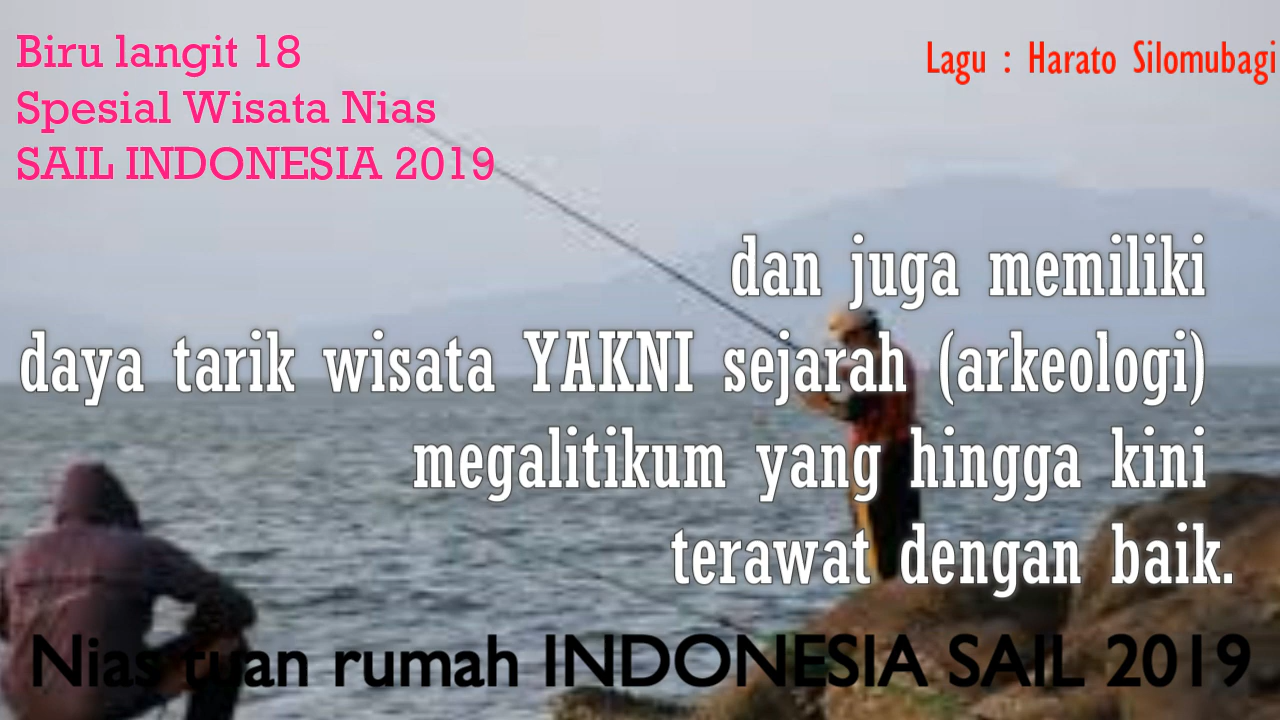 Biru langit 18
Spesial Wisata Nias
SAIL INDONESIA 2019
Lagu : Harato Silomubagi
dan juga memiliki
daya tarik wisata YAKNI sejarah (arkeologi)
megalitikum yang hingga kini
terawat dengan baik.
Nias tuan rumah INDONESIA SAIL 2019